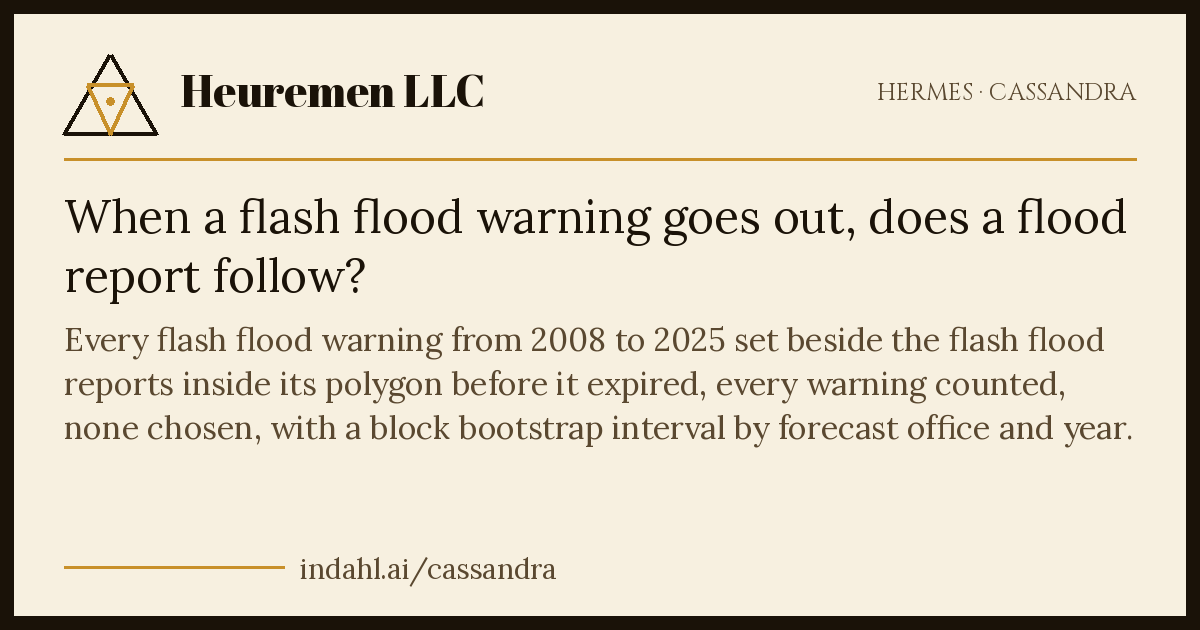 Heuremen LLC
HERMES · CASSANDRA
When a flash flood warning goes out, does a flood
report follow?
Every flash flood warning from 2008 to 2025 set beside the flash flood
reports inside its polygon before it expired, every warning counted,
none chosen, with a block bootstrap interval by forecast office and year.
indahl.ai/cassandra